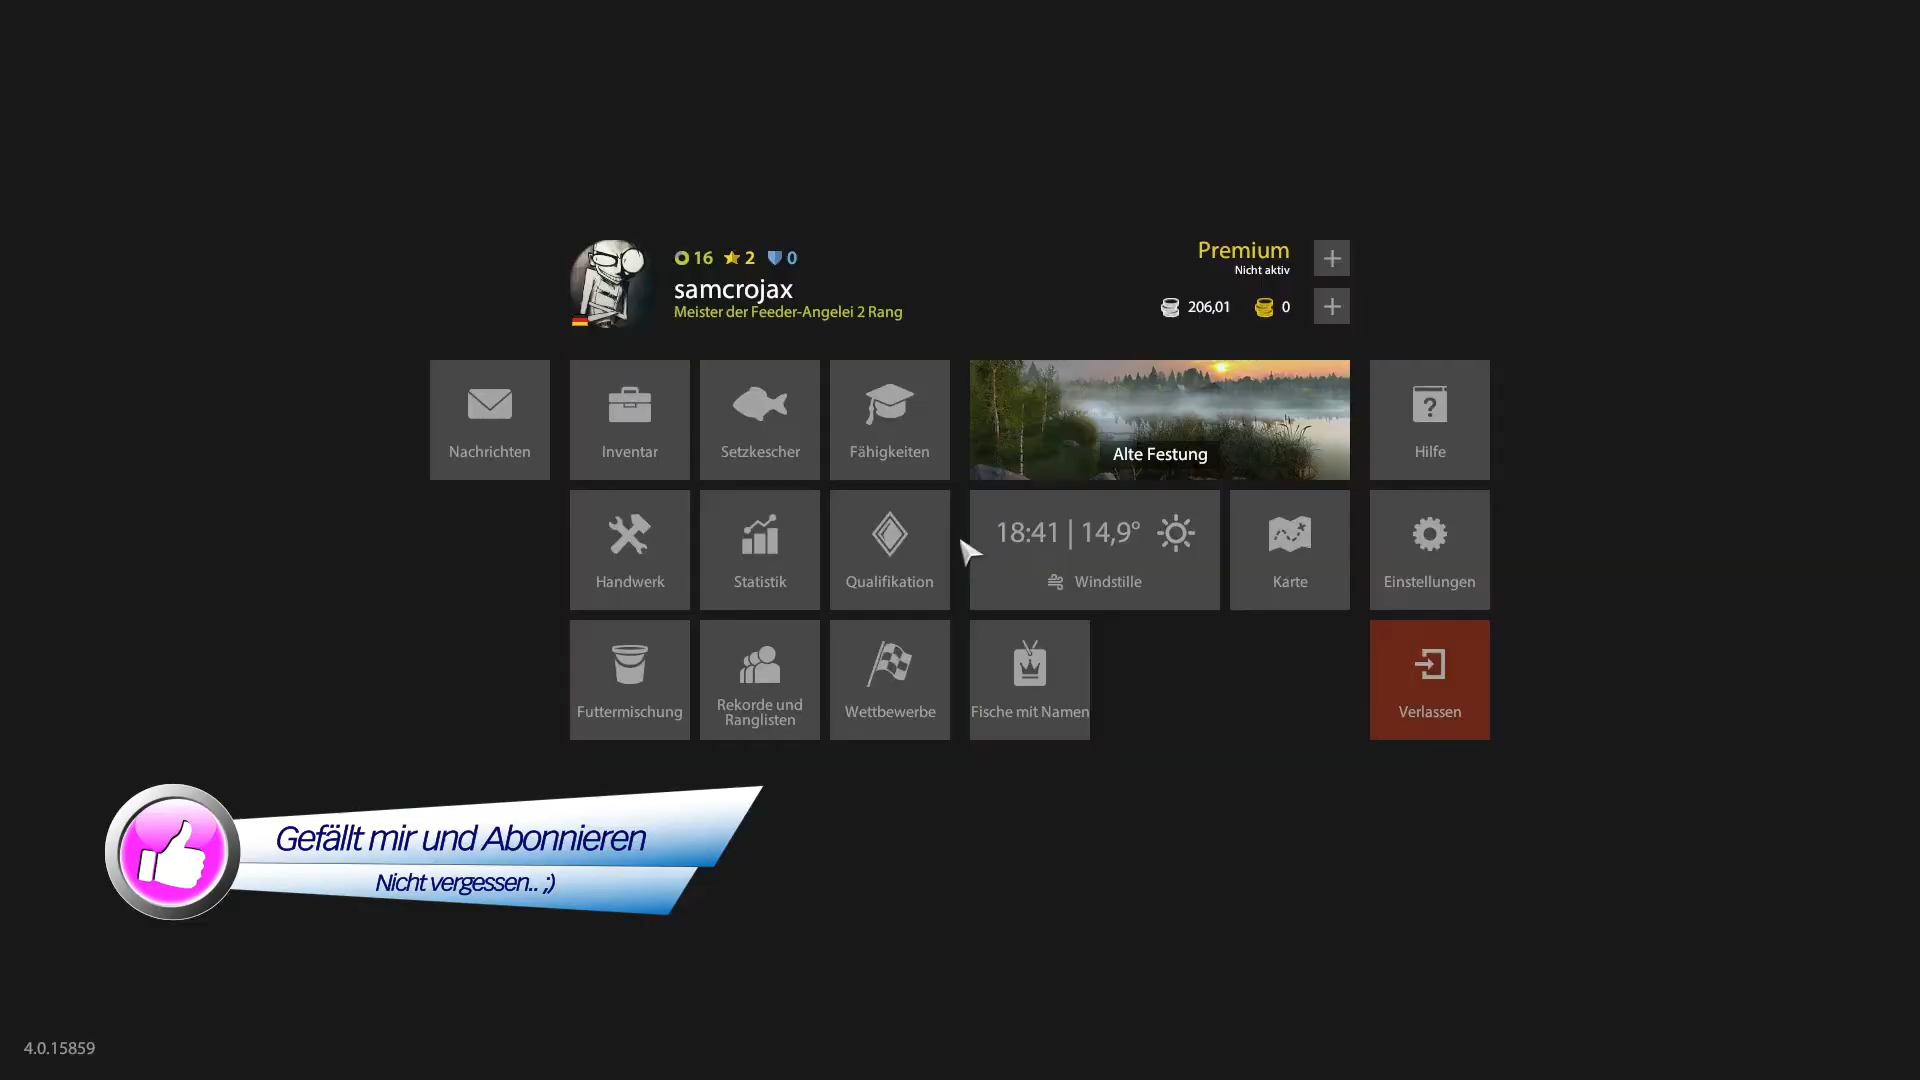 16 2 0
samcrojax
Meister der Feeder-Angelei 2 Rang
Premium
Nicht aktiv
206,01 0
Nachrichten
Inventar
Setzkescher
Fähigkeiten
Alte Festung
Hilfe
Handwerk
Statistik
Qualifikation
18:41 | 14,9°
Windstille
Karte
Einstellungen
Futtermischung
Rekorde und
Ranglisten
Wettbewerbe
Fische mit Namen
Verlassen
Gefällt mir und Abonnieren
Nicht vergessen.. ;)
4.0.15859